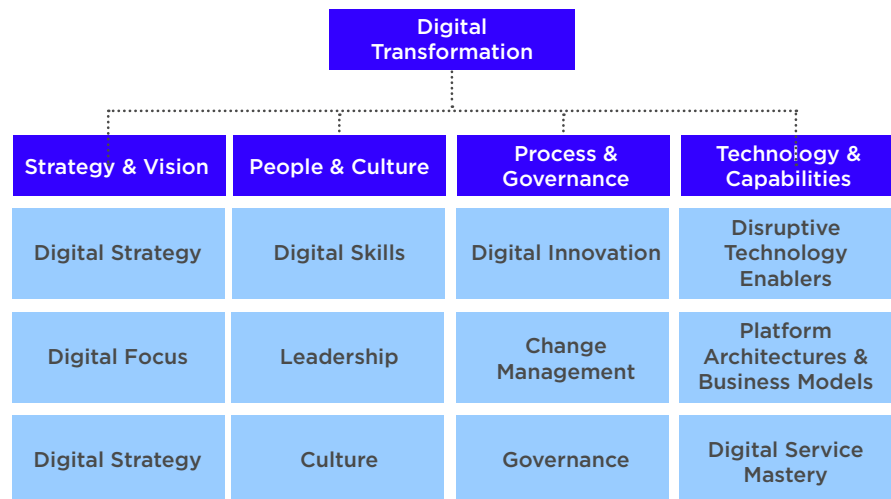 Digital
Transformation
Strategy & Vision
People & Culture
Process &
Governance
Technology &
Capabilities
Digital Strategy
Digital Skills
Digital Innovation
Disruptive
Technology
Enablers
Digital Focus
Leadership
Change
Management
Platform
Architectures &
Business Models
Digital Strategy
Culture
Governance
Digital Service
Mastery